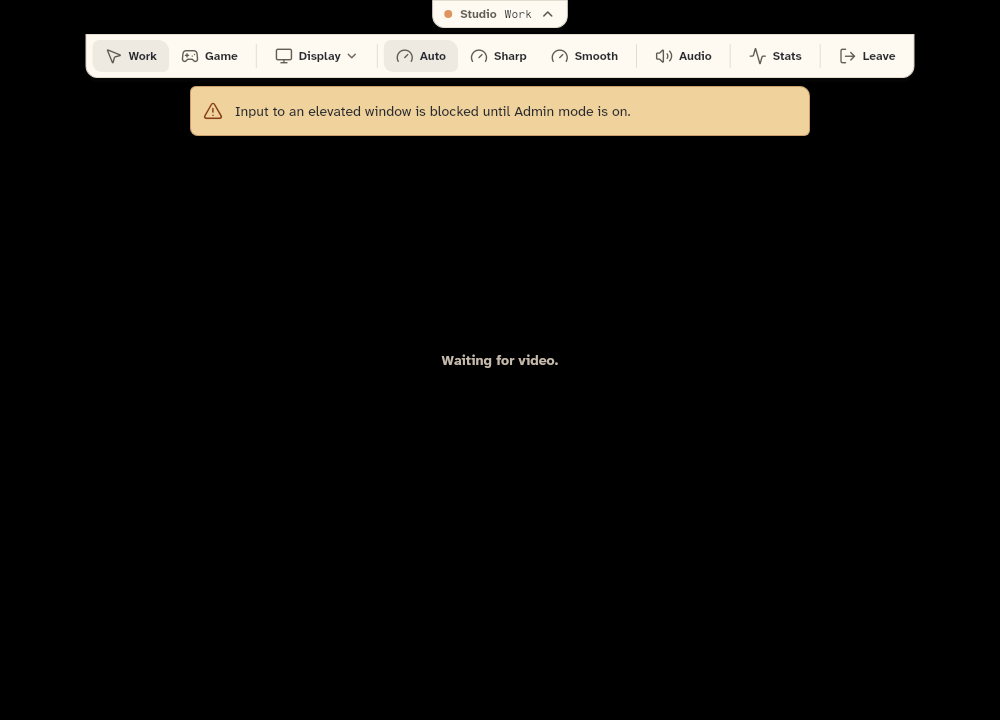 Studio Work
Work Game Display Auto Sharp Smooth Audio Stats Leave
Input to an elevated window is blocked until Admin mode is on.
Waiting for video.